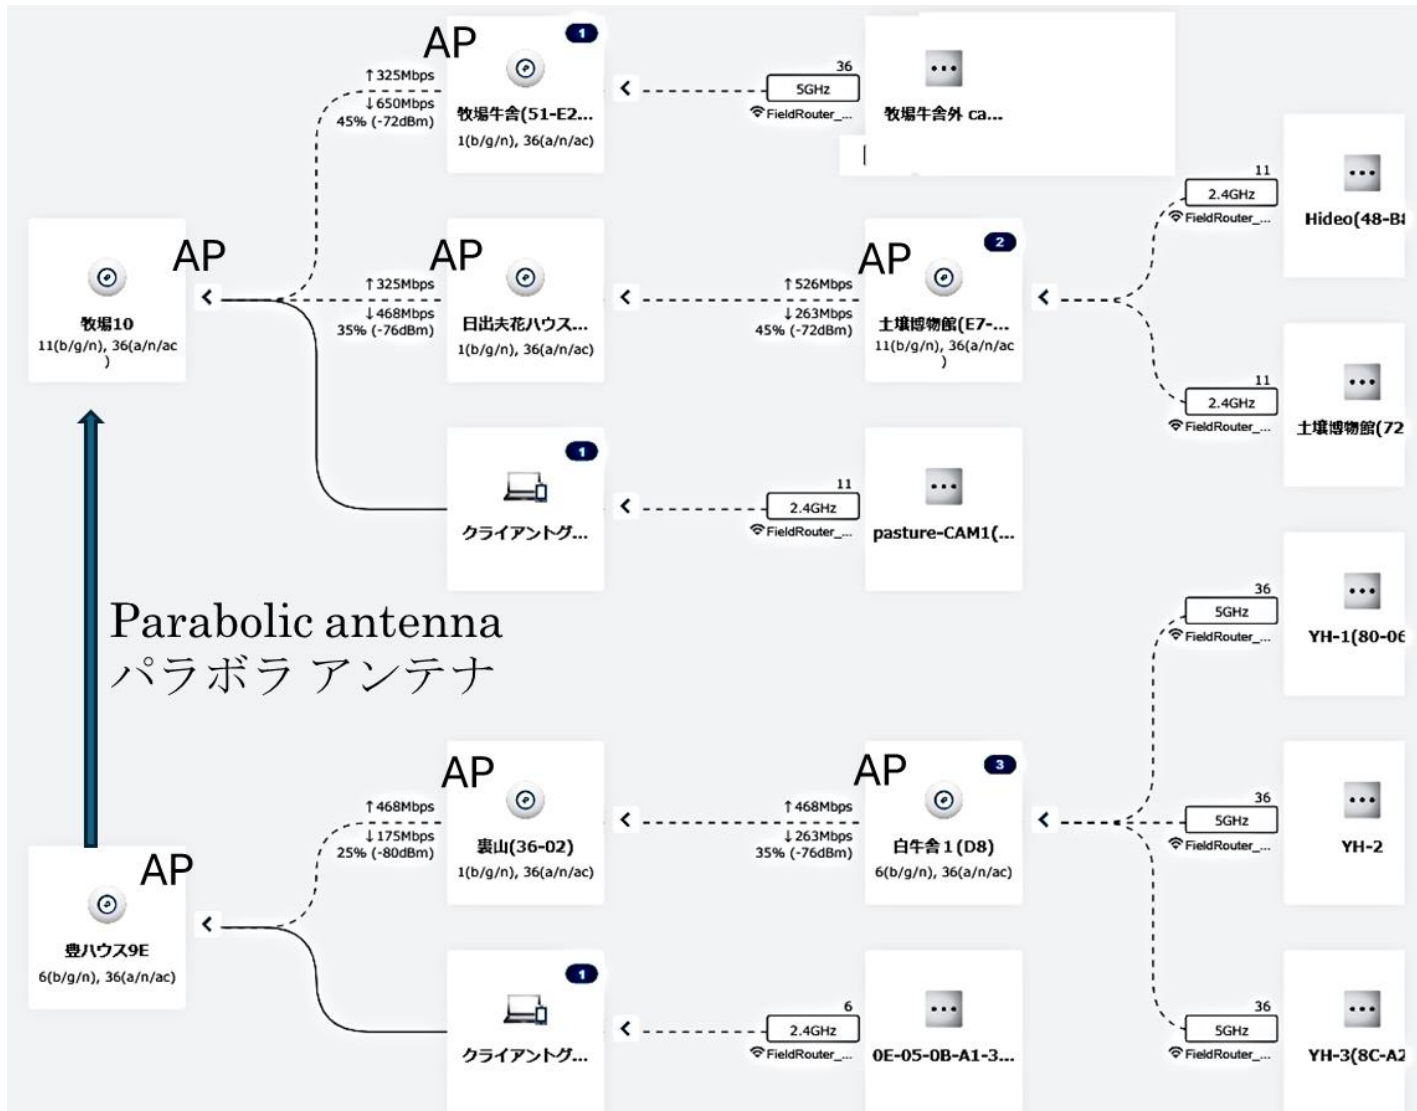 AP
1
↑325Mbps
↓650Mbps
45% (-72dBm)
牧場牛舎(51-E2...
1(b/g/n), 36(a/n/ac)
36
5GHz
FieldRouter_...
牧場牛舎外 ca...
11
2.4GHz
FieldRouter_...
Hideo(48-B8
AP
牧場10
11(b/g/n), 36(a/n/ac
)
AP
↑325Mbps
↓468Mbps
35% (-76dBm)
日出夫花ハウス...
1(b/g/n), 36(a/n/ac)
AP
2
↑526Mbps
↓263Mbps
45% (-72dBm)
土壌博物館(E7-...
11(b/g/n), 36(a/n/ac
)
11
2.4GHz
FieldRouter_...
土壌博物館(72
1
クライアントグ...
11
2.4GHz
FieldRouter_...
pasture-CAM1(...
Parabolic antenna
パラボラ アンテナ
36
5GHz
FieldRouter_...
YH-1(80-06
AP
↑468Mbps
↓175Mbps
25% (-80dBm)
裏山(36-02)
1(b/g/n), 36(a/n/ac)
AP
3
↑468Mbps
↓263Mbps
35% (-76dBm)
白牛舎1(D8)
6(b/g/n), 36(a/n/ac)
36
5GHz
FieldRouter_...
YH-2
AP
豊ハウス9E
6(b/g/n), 36(a/n/ac)
1
クライアントグ...
6
2.4GHz
FieldRouter_...
0E-05-0B-A1-3...
36
5GHz
FieldRouter_...
YH-3(8C-A2